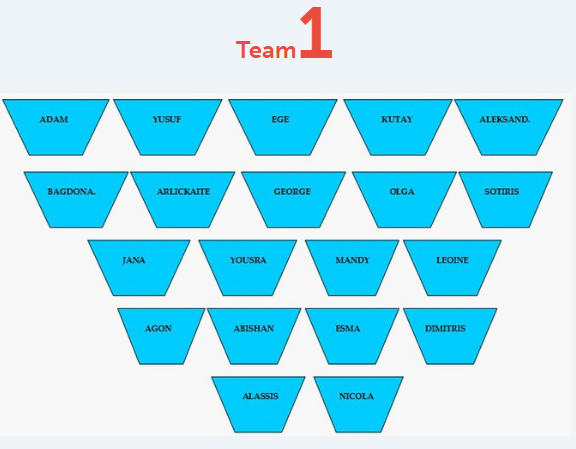 Team 1
ADAM YUSUF EGE KUTAY ALEKSAND.
BAGDONA. ARLICKAITE GEORGE OLGA SOTIRIS
JANA YOUSRA MANDY LEOINE
AGON ABISHAN ESMA DIMITRIS
ALASSIS NICOLA